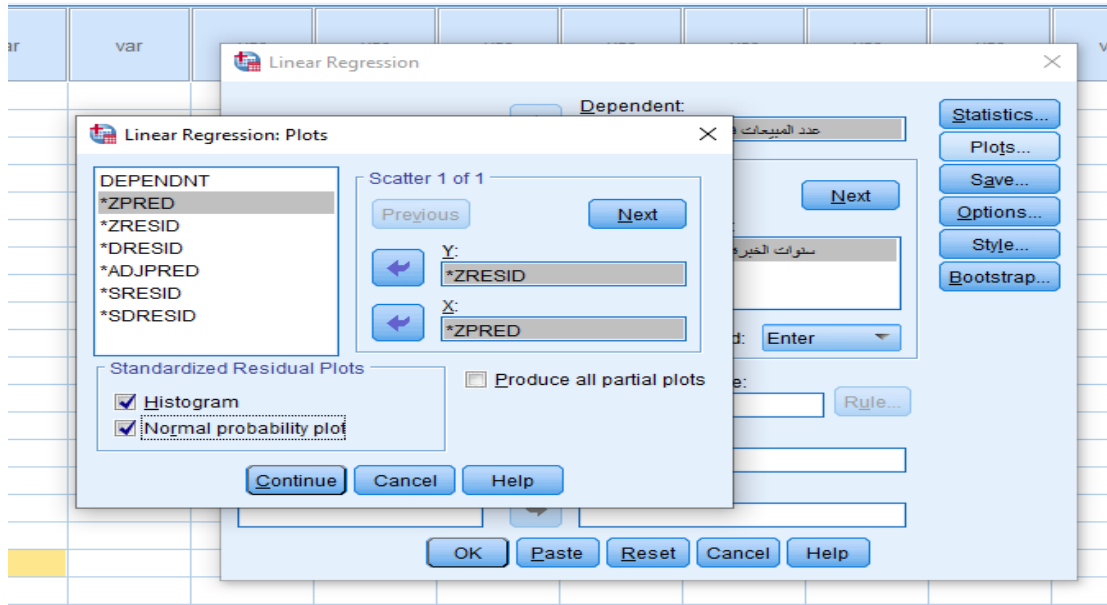 var
Linear Regression
Dependent:
عدد المبيعات
Statistics...
Plots...
Save...
Options...
Style...
Bootstrap...
Next
سنوات الخبرة
Enter
Rule...
OK
Paste
Reset
Cancel
Help
Linear Regression: Plots
DEPENDNT
*ZPRED
*ZRESID
*DRESID
*ADJPRED
*SRESID
*SDRESID
Scatter 1 of 1
Previous
Next
Y:
*ZRESID
X:
*ZPRED
Standardized Residual Plots
Histogram
Normal probability plot
Produce all partial plots
Continue
Cancel
Help